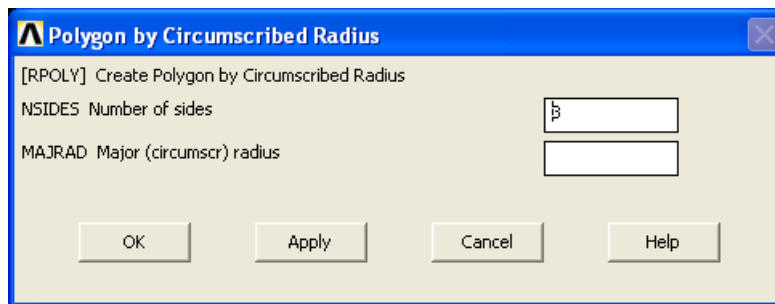 Polygon by Circumscribed Radius
[RPOLY] Create Polygon by Circumscribed Radius
NSIDES Number of sides
3
MAJRAD Major (circumscr) radius
OK Apply Cancel Help